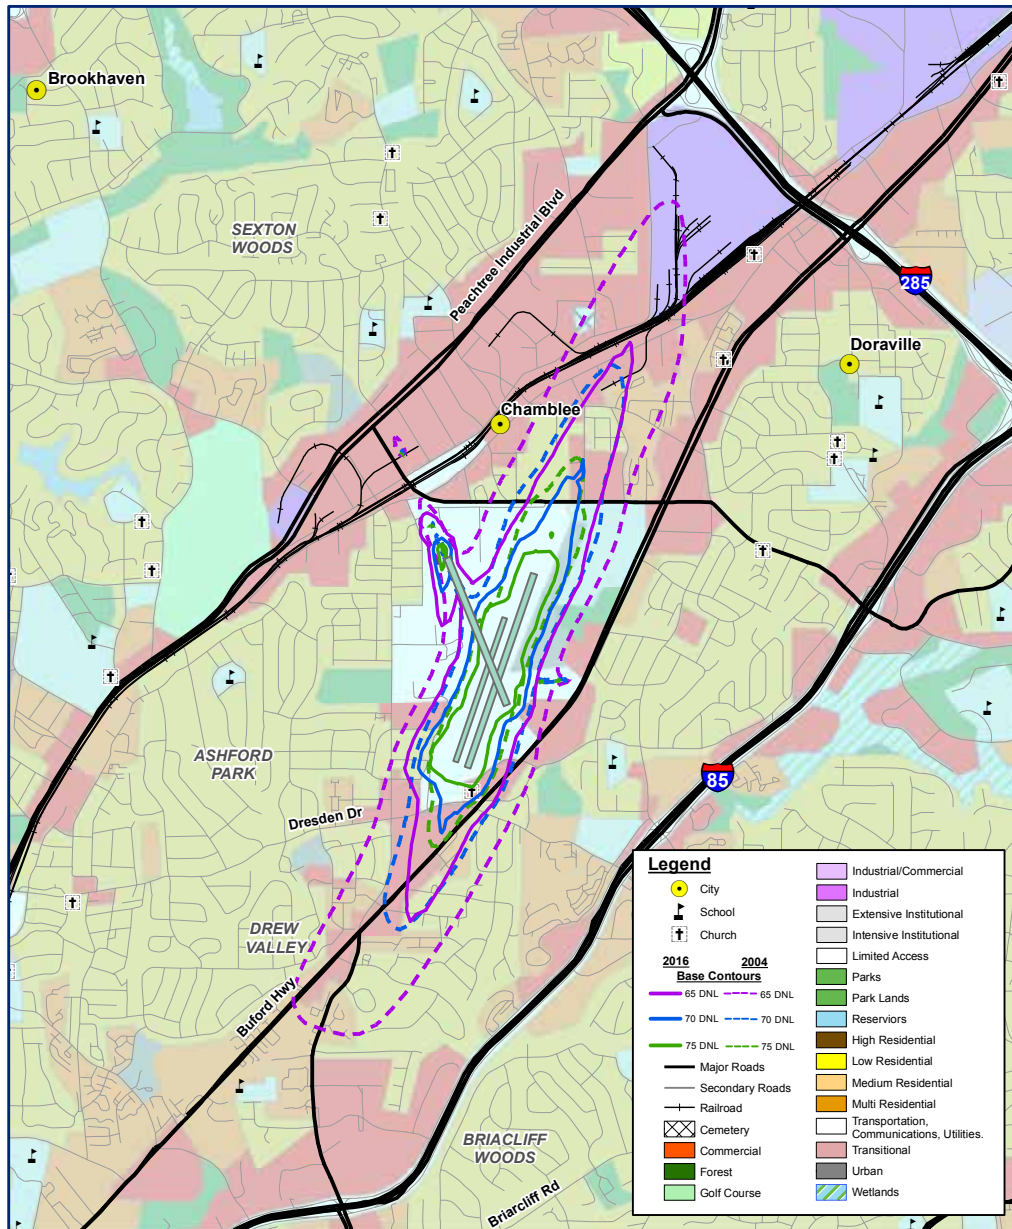 Brookhaven
SEXTON
WOODS
Peachtree Industrial Blvd
285
Doraville
Chamblee
ASHFORD
PARK
85
Dresden Dr
DREW
VALLEY
Buford Hwy
BRIACLIFF
WOODS
Briarcliff Rd
Legend
City
School
Church
2016 2004
Base Contours
65 DNL 65 DNL
70 DNL 70 DNL
75 DNL 75 DNL
Major Roads
Secondary Roads
Railroad
Cemetery
Commercial
Forest
Golf Course
Industrial/Commercial
Industrial
Extensive Institutional
Intensive Institutional
Limited Access
Parks
Park Lands
Reserviors
High Residential
Low Residential
Medium Residential
Multi Residential
Transportation,
Communications, Utilities.
Transitional
Urban
Wetlands